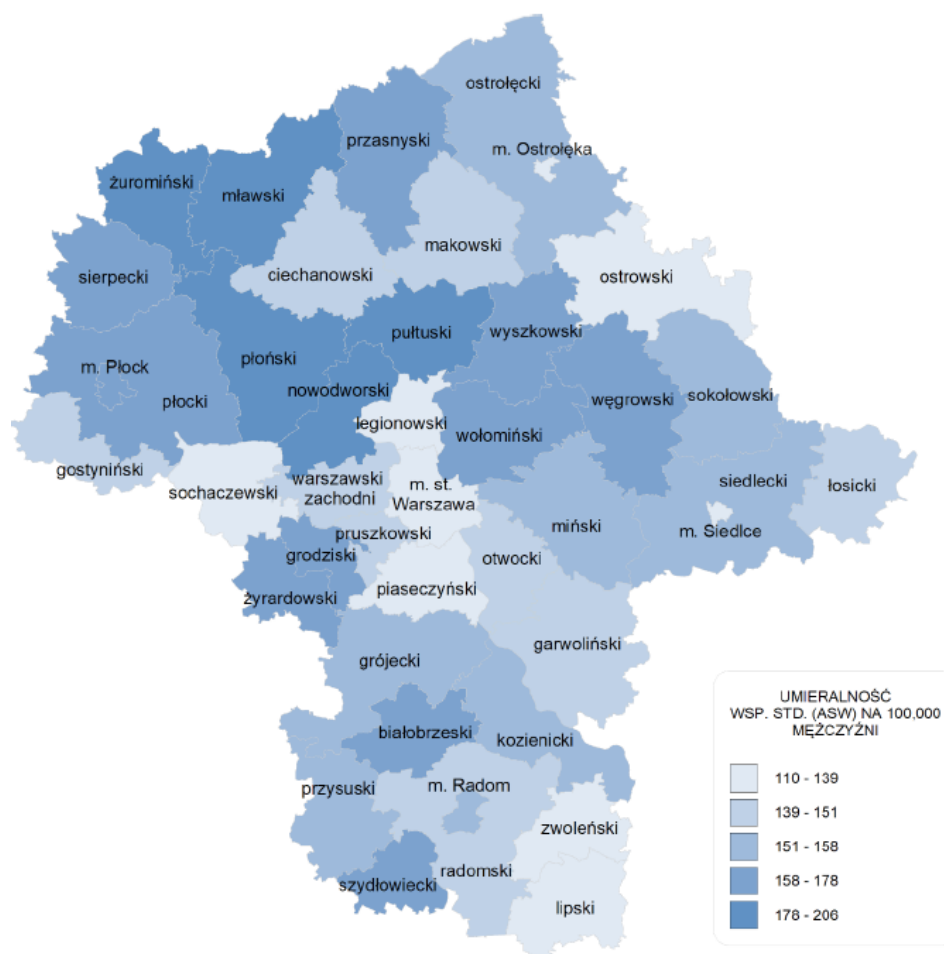 ostrołęcki
przasnyski
m. Ostrołęka
żuromiński
mławski
makowski
ciechanowski
ostrowski
sierpecki
pułtuski
wyszkowski
płoński
m. Płock
nowodworski
węgrowski
sokołowski
płocki
legionowski
wołomiński
gostyniński
sochaczewski
warszawski
zachodni
m. st.
Warszawa
siedlecki
łosicki
miński
m. Siedlce
pruszkowski
grodziski
otwocki
piaseczyński
żyrardowski
garwoliński
grójecki
białobrzeski
kozienicki
przysuski
m. Radom
zwoleński
szydłowiecki
radomski
lipski
UMIERALNOŚĆ
WSP. STD. (ASW) NA 100,000
MĘŻCZYŹNI
110 - 139
139 - 151
151 - 158
158 - 178
178 - 206